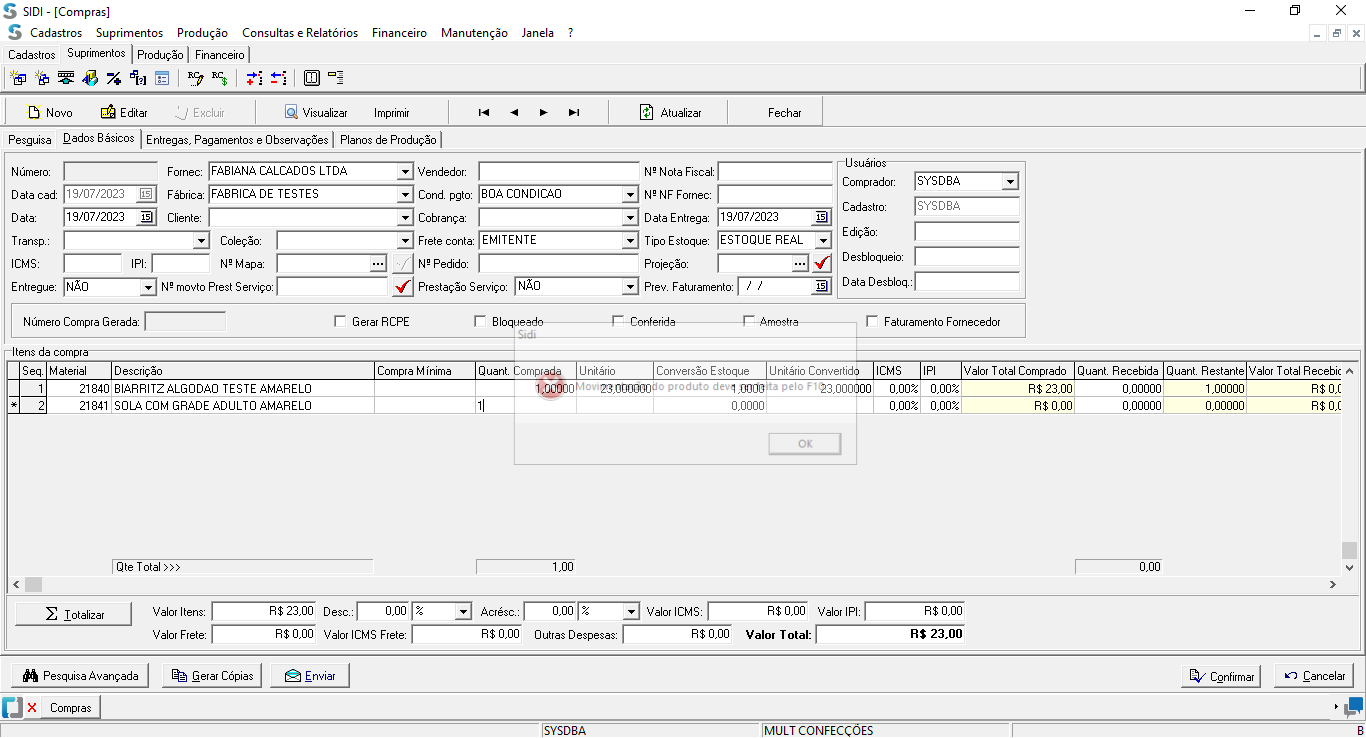 SIDI - [Compras]
Cadastros Suprimentos Produção Consultas e Relatórios Financeiro Manutenção Janela ?
Cadastros Suprimentos Produção Financeiro
Novo Editar Excluir Visualizar Imprimir Atualizar Fechar
Pesquisa Dados Básicos Entregas, Pagamentos e Observações Planos de Produção
Número: Fornec: FABIANA CALCADOS LTDA Vendedor: Nº Nota Fiscal:
Data cad: 19/07/2023 15 Fábrica: FABRICA DE TESTES Cond. pgto: BOA CONDICAO Nº NF Fornec:
Data: 19/07/2023 15 Cliente: Cobrança: Data Entrega: 19/07/2023 15
Transp.: Coleção: Frete conta: EMITENTE Tipo Estoque: ESTOQUE REAL
ICMS: IPI: Nº Mapa: ... Nº Pedido: Projeção: ...
Entregue: NÃO Nº movto Prest Serviço: Prestação Serviço: NÃO Prev. Faturamento: / / 15
Usuários
Comprador: SYSDBA
Cadastro: SYSDBA
Edição:
Desbloqueio:
Data Desbloq.:
Número Compra Gerada: Gerar RCPE Bloqueado Conferida Amostra Faturamento Fornecedor
Sidi
Itens da compra
Seq. Material Descrição Compra Mínima Quant. Comprada Unitário Conversão Estoque Unitário Convertido ICMS IPI Valor Total Comprado Quant. Recebida Quant. Restante Valor Total Recebid
1 21840 BIARRITZ ALGODAO TESTE AMARELO 1,00000 23,000000 1,0000 23,000000 0,00% 0,00% R$ 23,00 0,00000 1,00000 R$ 0,0
* 2 21841 SOLA COM GRADE ADULTO AMARELO 1 0,0000 0,00% 0,00% R$ 0,00 0,00000 0,00000 R$ 0,0
Movimentação do produto deve ser feita pelo F10
OK
Qte Total >>> 1,00 0,00
Σ Totalizar Valor Itens: R$ 23,00 Desc.: 0,00 % Acrésc.: 0,00 % Valor ICMS: R$ 0,00 Valor IPI: R$ 0,00
Valor Frete: R$ 0,00 Valor ICMS Frete: R$ 0,00 Outras Despesas: R$ 0,00 Valor Total: R$ 23,00
Pesquisa Avançada Gerar Cópias Enviar Confirmar Cancelar
Compras
SYSDBA MULT CONFECÇÕES B